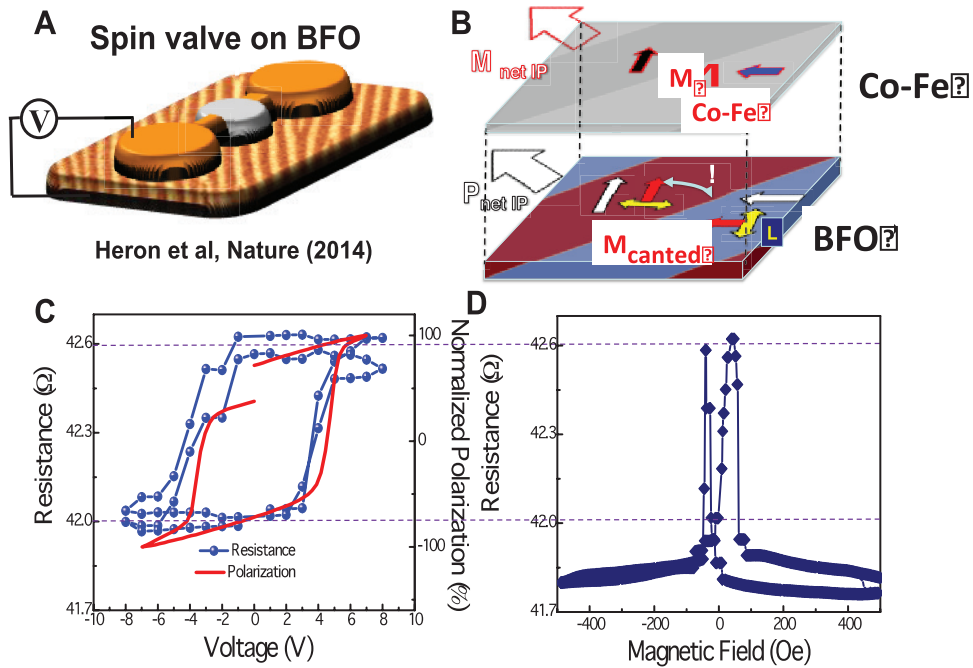 A
Spin valve on BFO
V
Heron et al, Nature (2014)
B
M net IP
M
Co-Fe
Co-Fe
P net IP
!
M canted
L
BFO
C
42.6
42.3
42.0
41.7
Resistance (Ω)
-10 -8 -6 -4 -2 0 2 4 6 8 10
Voltage (V)
100
0
-100
Normalized Polarization (%)
Resistance
Polarization
D
42.6
42.3
42.0
41.7
Resistance (Ω)
-400 -200 0 200 400
Magnetic Field (Oe)